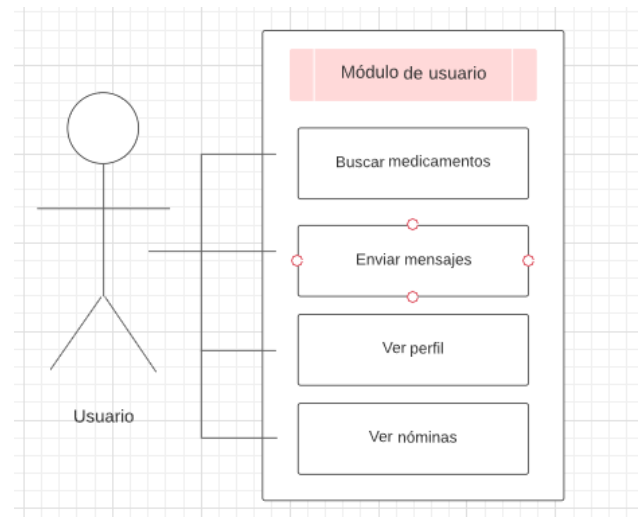 Módulo de usuario
Buscar medicamentos
Enviar mensajes
Ver perfil
Ver nóminas
Usuario